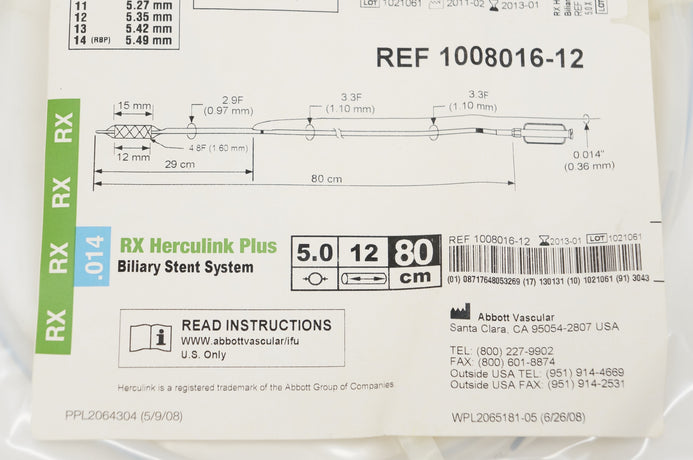 11 5.27 mm
12 5.35 mm
13 5.42 mm
14 (RBP) 5.49 mm
LOT 1021061 2011-02 2013-01
RX H
Biliary
REF
5.0 X
LOT
REF 1008016-12
15 mm
2.9F
(0.97 mm)
3.3F
(1.10 mm)
3.3F
(1.10 mm)
12 mm
4.8F (1.60 mm)
29 cm
80 cm
0.014"
(0.36 mm)
RX RX RX RX
.014
RX Herculink Plus
Biliary Stent System
5.0 12 80 cm
REF 1008016-12 2013-01 LOT 1021061
(01) 08717648053269 (17) 130131 (10) 1021061 (91) 3043
READ INSTRUCTIONS
WWW.abbottvascular/ifu
U.S. Only
Abbott Vascular
Santa Clara, CA 95054-2807 USA
TEL: (800) 227-9902
FAX: (800) 601-8874
Outside USA TEL: (951) 914-4669
Outside USA FAX: (951) 914-2531
Herculink is a registered trademark of the Abbott Group of Companies
PPL2064304 (5/9/08)
WPL2065181-05 (6/26/08)